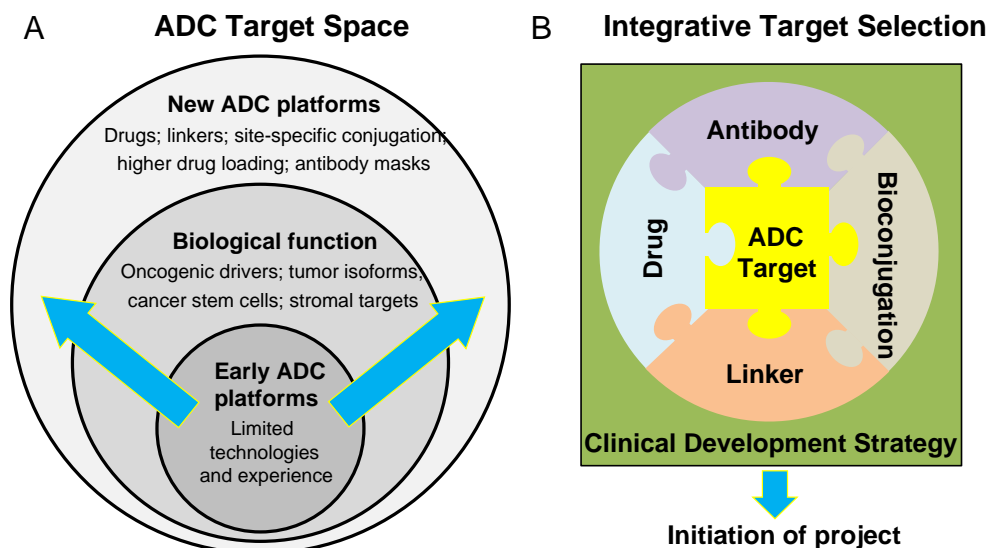 A
ADC Target Space
New ADC platforms
Drugs; linkers; site-specific conjugation;
higher drug loading; antibody masks
Biological function
Oncogenic drivers; tumor isoforms;
cancer stem cells; stromal targets
Early ADC
platforms
Limited
technologies
and experience
B
Integrative Target Selection
Antibody
Drug
ADC
Target
Bioconjugation
Linker
Clinical Development Strategy
Initiation of project